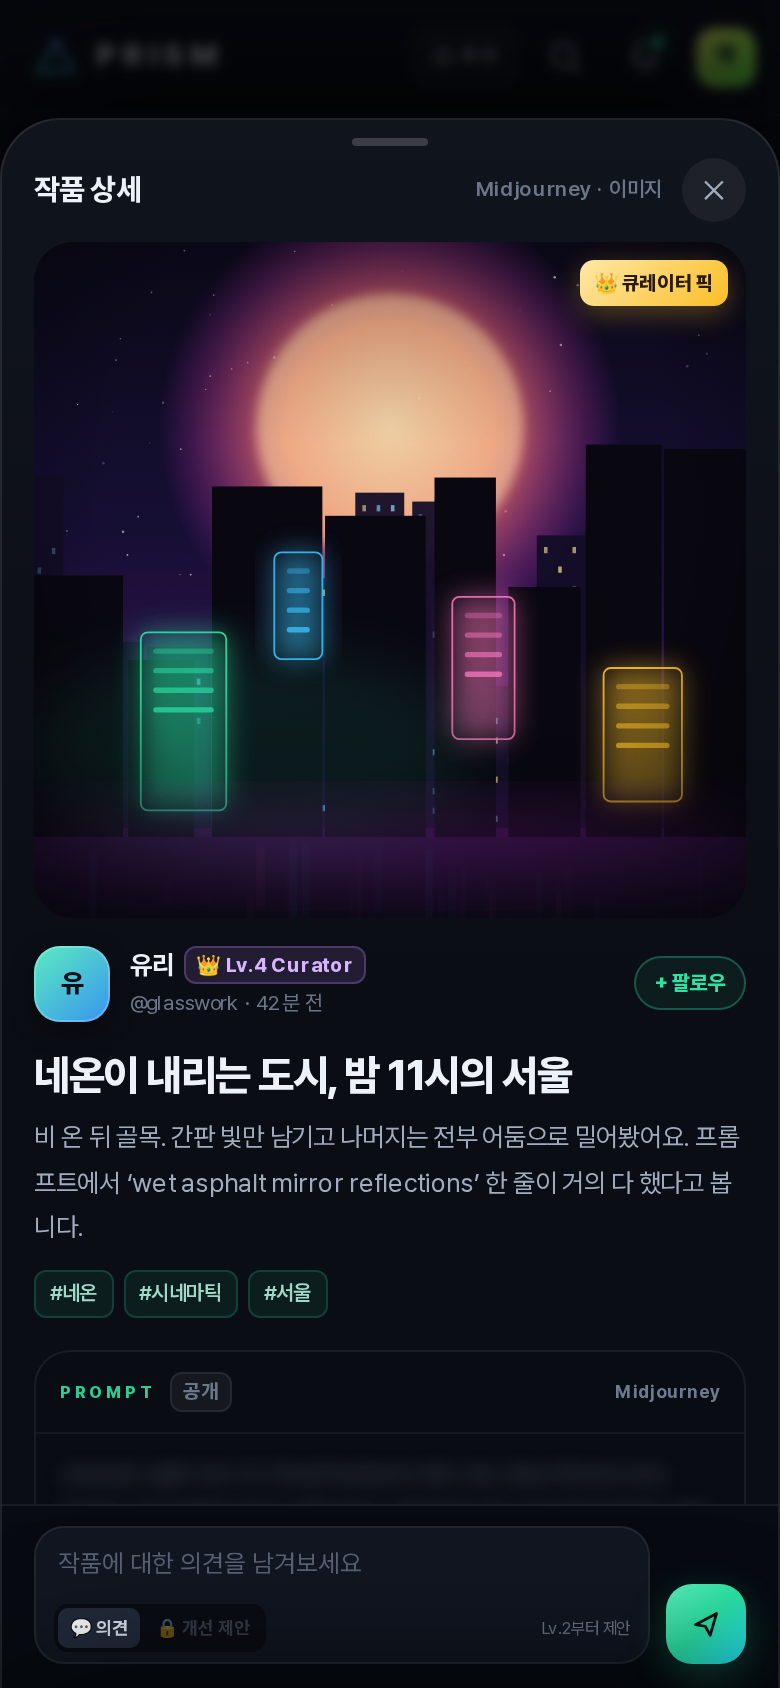 PRISM
작품 상세
Midjourney · 이미지
👑 큐레이터 픽
유
유리
👑 Lv.4 Curator
@glasswork · 42분 전
+ 팔로우
네온이 내리는 도시, 밤 11시의 서울
비 온 뒤 골목. 간판 빛만 남기고 나머지는 전부 어둠으로 밀어봤어요. 프롬
프트에서 ‘wet asphalt mirror reflections’ 한 줄이 거의 다 했다고 봅
니다.
#네온 #시네마틱 #서울
PROMPT 공개 Midjourney
작품에 대한 의견을 남겨보세요
💬 의견 🔒 개선 제안 Lv.2부터 제안